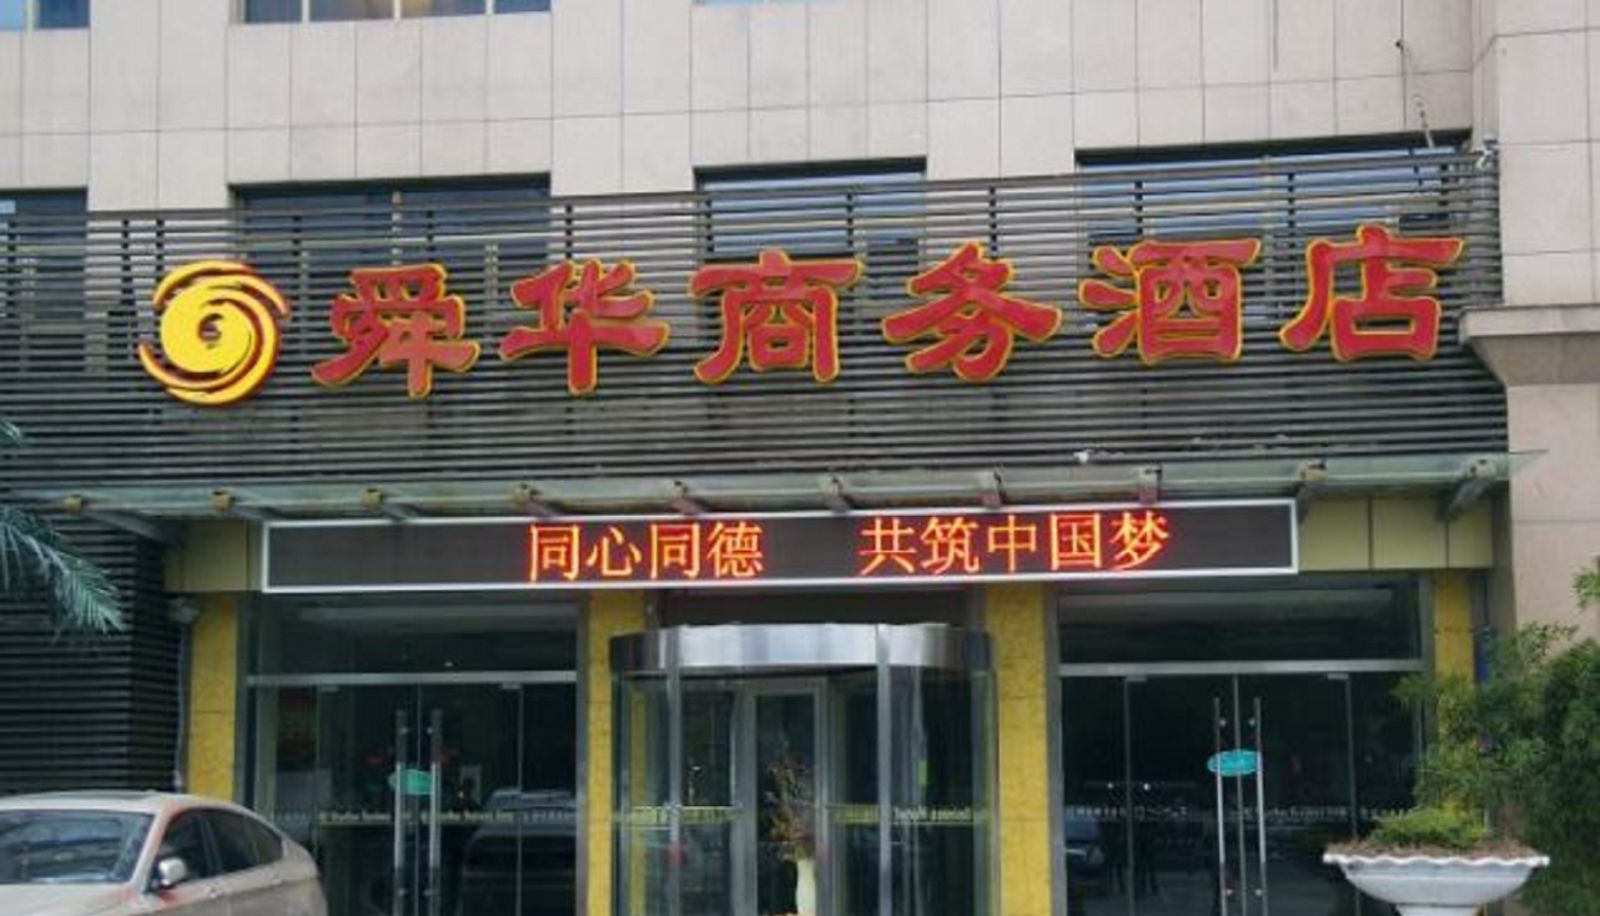 舜华商务酒店
同心同德 共筑中国梦